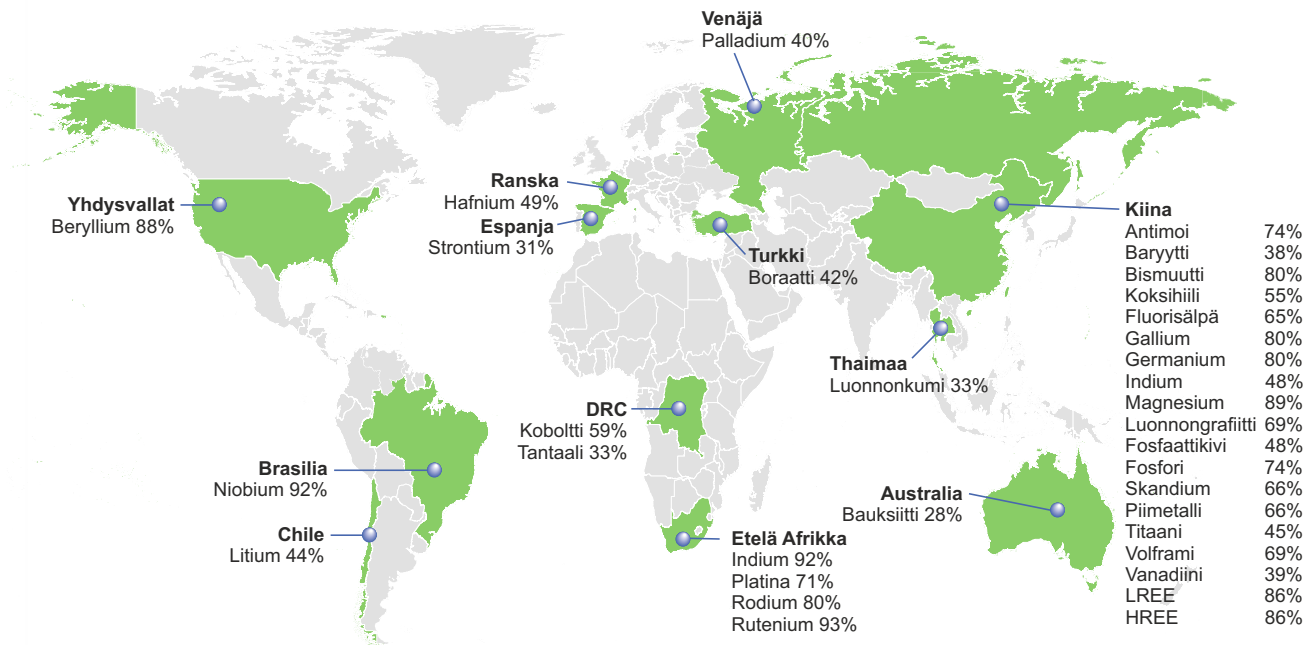 Venäjä
Palladium 40%
Ranska
Hafnium 49%
Espanja
Strontium 31%
Yhdysvallat
Beryllium 88%
Turkki
Boraatti 42%
Kiina
Antimoi 74%
Baryytti 38%
Bismuutti 80%
Koksihiili 55%
Fluorisälpä 65%
Gallium 80%
Germanium 80%
Indium 48%
Magnesium 89%
Luonnongrafiitti 69%
Fosfaattikivi 48%
Fosfori 74%
Skandium 66%
Piimetalli 66%
Titaani 45%
Volframi 69%
Vanadiini 39%
LREE 86%
HREE 86%
Thaimaa
Luonnonkumi 33%
DRC
Koboltti 59%
Tantaali 33%
Brasilia
Niobium 92%
Chile
Litium 44%
Australia
Bauksiitti 28%
Etelä Afrikka
Indium 92%
Platina 71%
Rodium 80%
Rutenium 93%